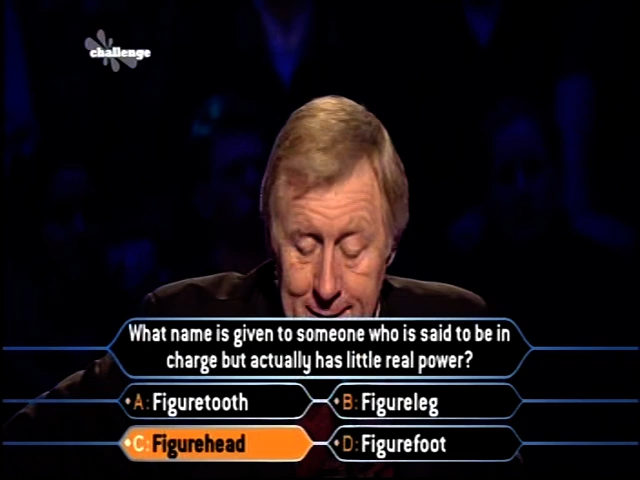 challenge
What name is given to someone who is said to be in
charge but actually has little real power?
A: Figuretooth
B: Figureleg
C: Figurehead
D: Figurefoot